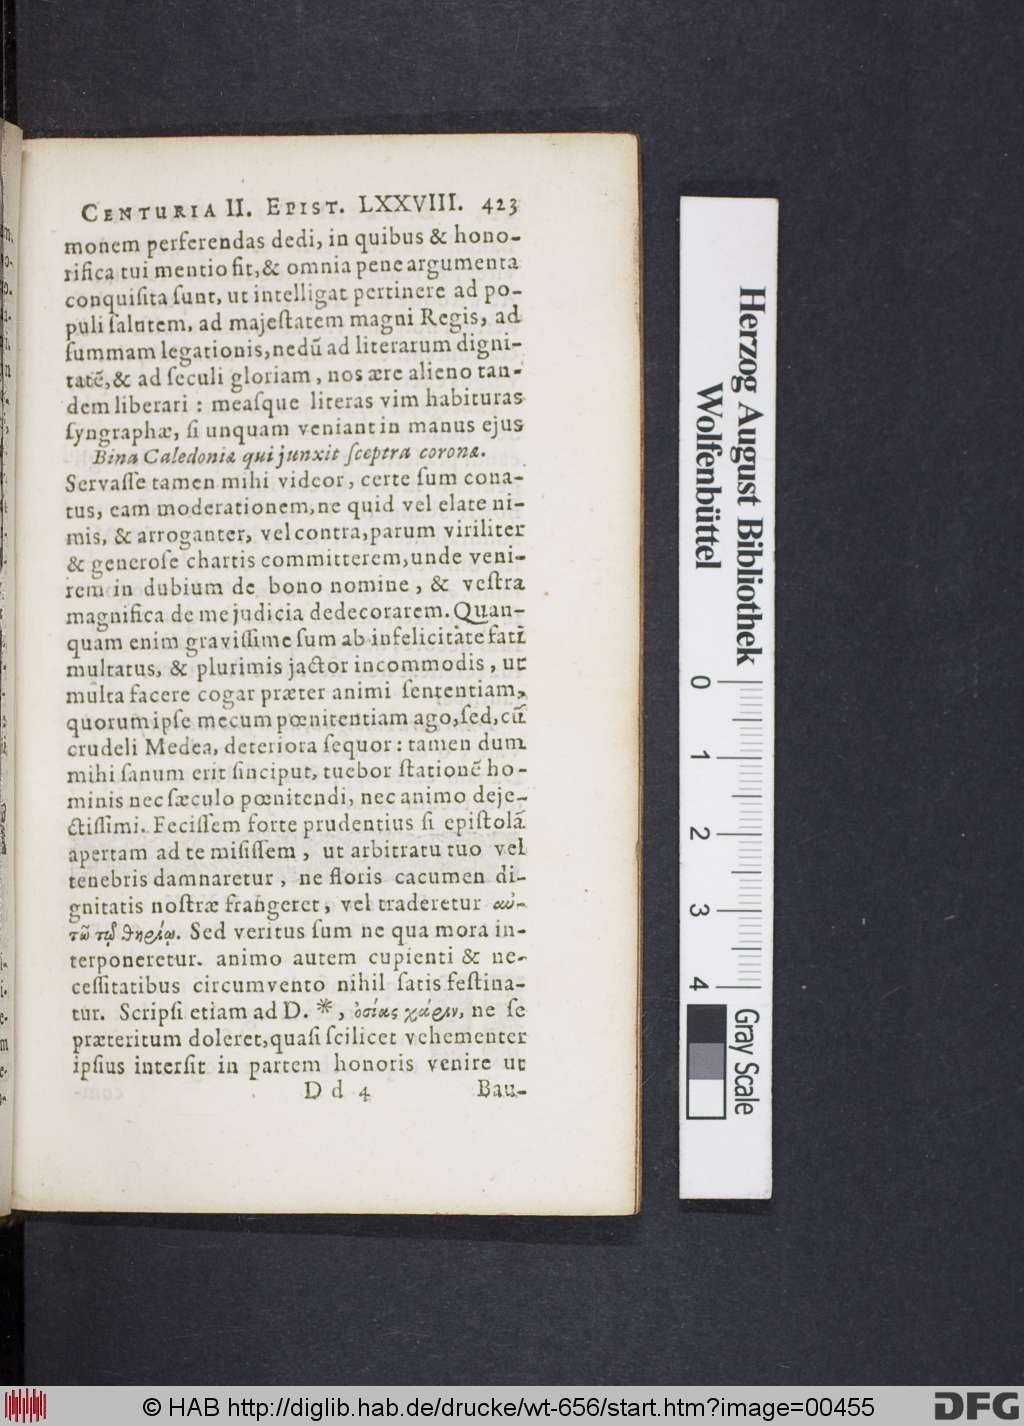 CENTURIA II. EPIST. LXXVIII. 423
monem perferendas dedi, in quibus & hono-
rifica tui mentio fit, & omnia pene argumenta
conquiſita ſunt, ut intelligat pertinere ad po-
puli ſalutem, ad majeſtatem magni Regis, ad
ſummam legationis, nedū ad literarum digni-
tatē, & ad ſeculi gloriam, nos ære alieno tan-
dem liberari : meaſque literas vim habituras
ſyngraphæ, ſi unquam veniant in manus ejus
Bina Caledoniæ qui junxit ſceptra coronæ.
Servaſſe tamen mihi videor, certe ſum cona-
tus, eam moderationem, ne quid vel elate ni-
mis, & arroganter, vel contra, parum viriliter
& generoſe chartis committerem, unde veni-
rem in dubium de bono nomine, & veſtra
magnifica de me judicia dedecorarem. Quan-
quam enim graviſſime ſum ab infelicitate fati
multatus, & plurimis jactor incommodis, ut
multa facere cogar præter animi ſententiam,
quorum ipſe mecum pœnitentiam ago, ſed, cū
crudeli Medea, deteriora ſequor : tamen dum
mihi ſanum erit ſinciput, tuebor ſtationē ho-
minis nec ſæculo pœnitendi, nec animo deje-
ctiſſimi. Feciſſem forte prudentius ſi epiſtolā
apertam ad te miſiſſem, ut arbitratu tuo vel
tenebris damnaretur, ne floris cacumen di-
gnitatis noſtræ frangeret, vel traderetur αὐ-
τῶ τῷ θηρίῳ. Sed veritus ſum ne qua mora in-
terponeretur. animo autem cupienti & ne-
ceſſitatibus circumvento nihil ſatis feſtina-
tur. Scripſi etiam ad D. *, ὁσίας χάριν, ne ſe
præteritum doleret, quaſi ſcilicet vehementer
ipſius interſit in partem honoris venire ut
D d 4 Bau-
Herzog August Bibliothek
Wolfenbüttel
0 1 2 3 4
Gray Scale
© HAB http://diglib.hab.de/drucke/wt-656/start.htm?image=00455
DFG